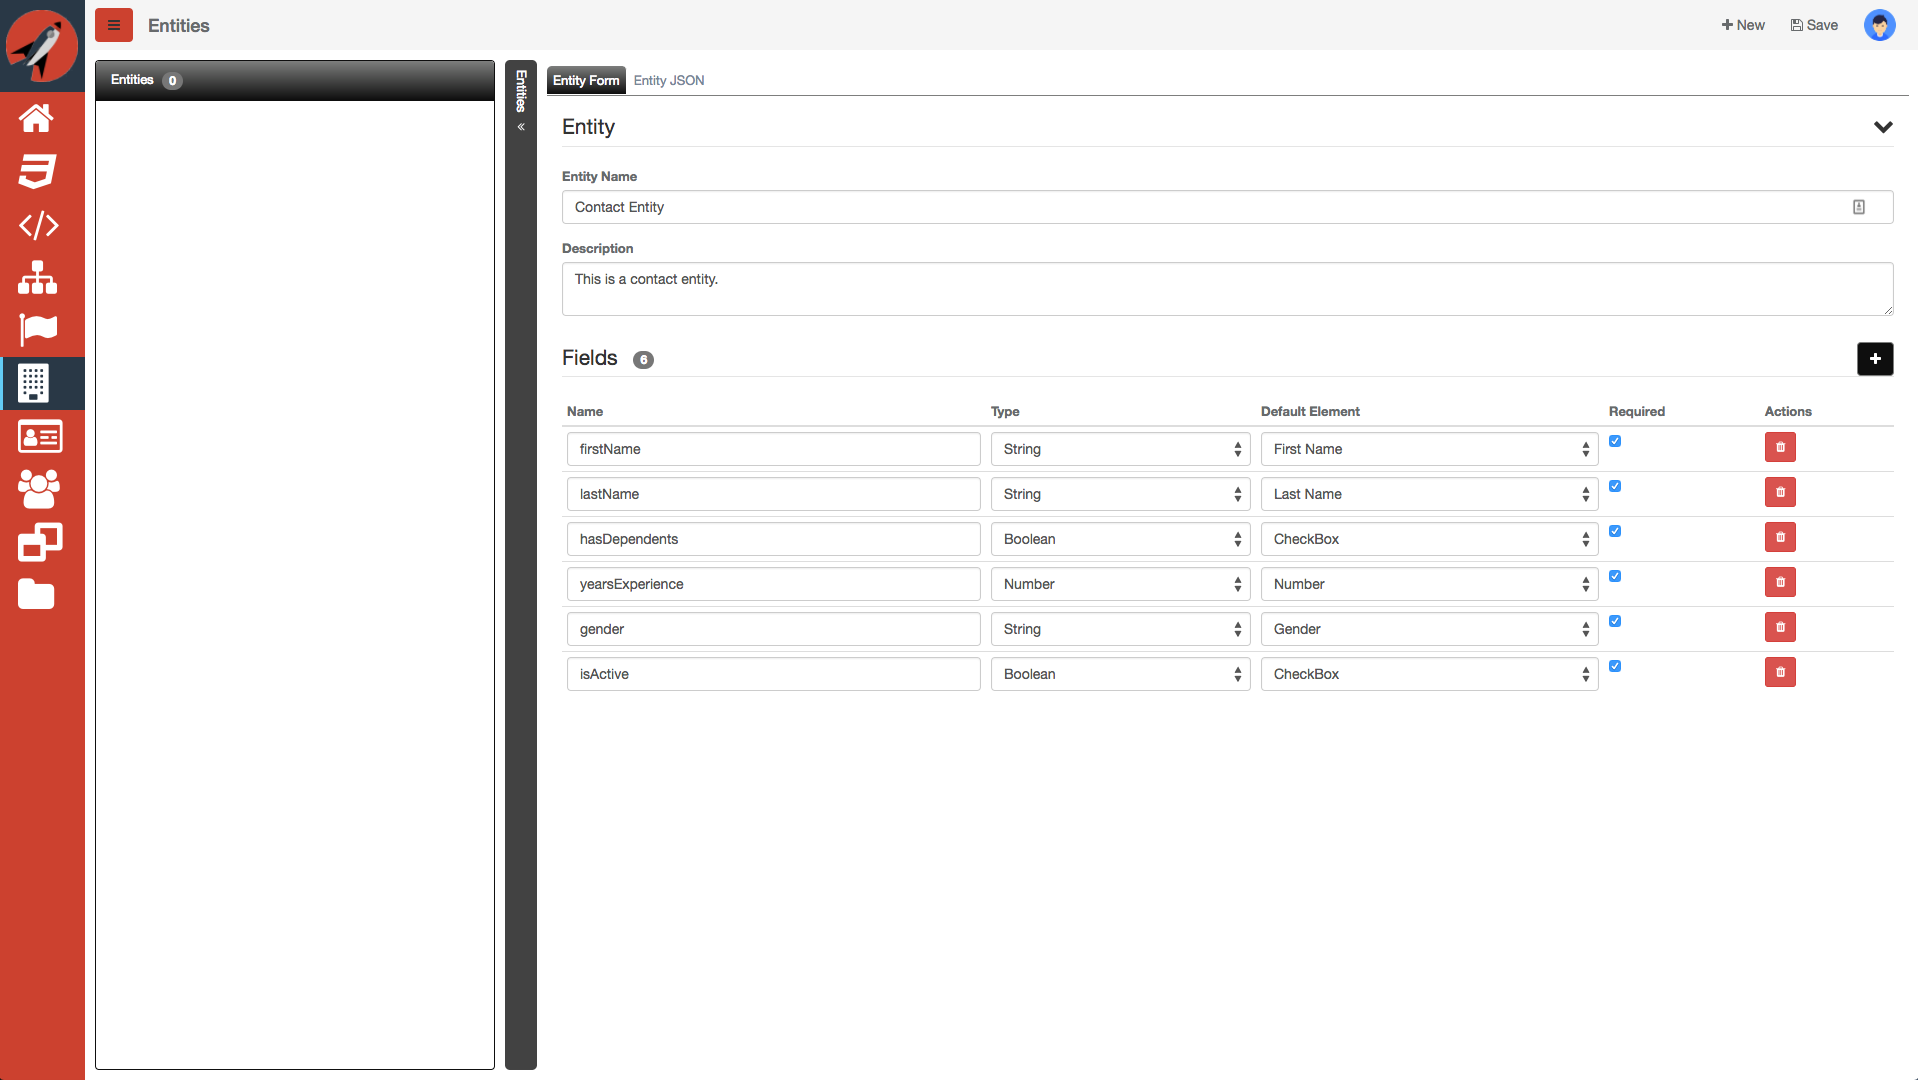 Entities
New
Save
Entities 0
Entities
Entity Form Entity JSON
Entity
Entity Name
Contact Entity
Description
This is a contact entity.
Fields 6
Name Type Default Element Required Actions
firstName String First Name
lastName String Last Name
hasDependents Boolean CheckBox
yearsExperience Number Number
gender String Gender
isActive Boolean CheckBox